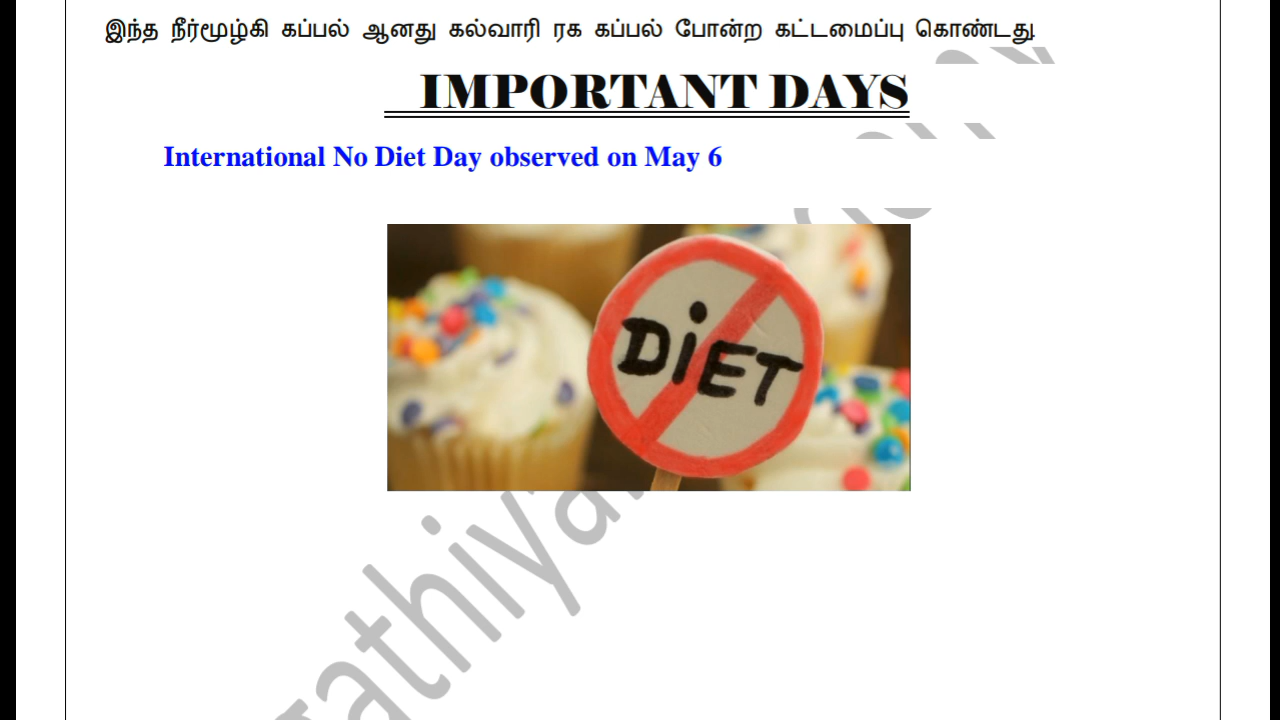 இந்த நீர்மூழ்கி கப்பல் ஆனது கல்வாரி ரக கப்பல் போன்ற கட்டமைப்பு கொண்டது.
IMPORTANT DAYS
International No Diet Day observed on May 6
DiET